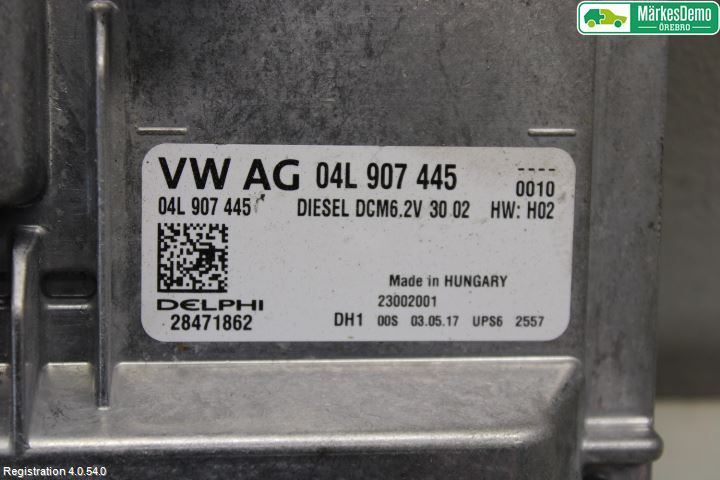 MärkesDemo
ÖREBRO
VW AG 04L 907 445
----
0010
04L 907 445 DIESEL DCM6.2V 30 02 HW: H02
Made in HUNGARY
DELPHI
23002001
28471862
DH1 00S 03.05.17 UPS6 2557
Registration 4.0.54.0